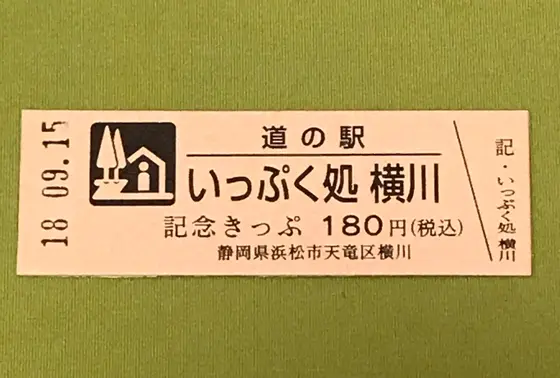 18 09.15
道の駅
いっぷく処 横川
記念きっぷ 180円(税込)
静岡県浜松市天竜区横川
記・いっぷく処 横川